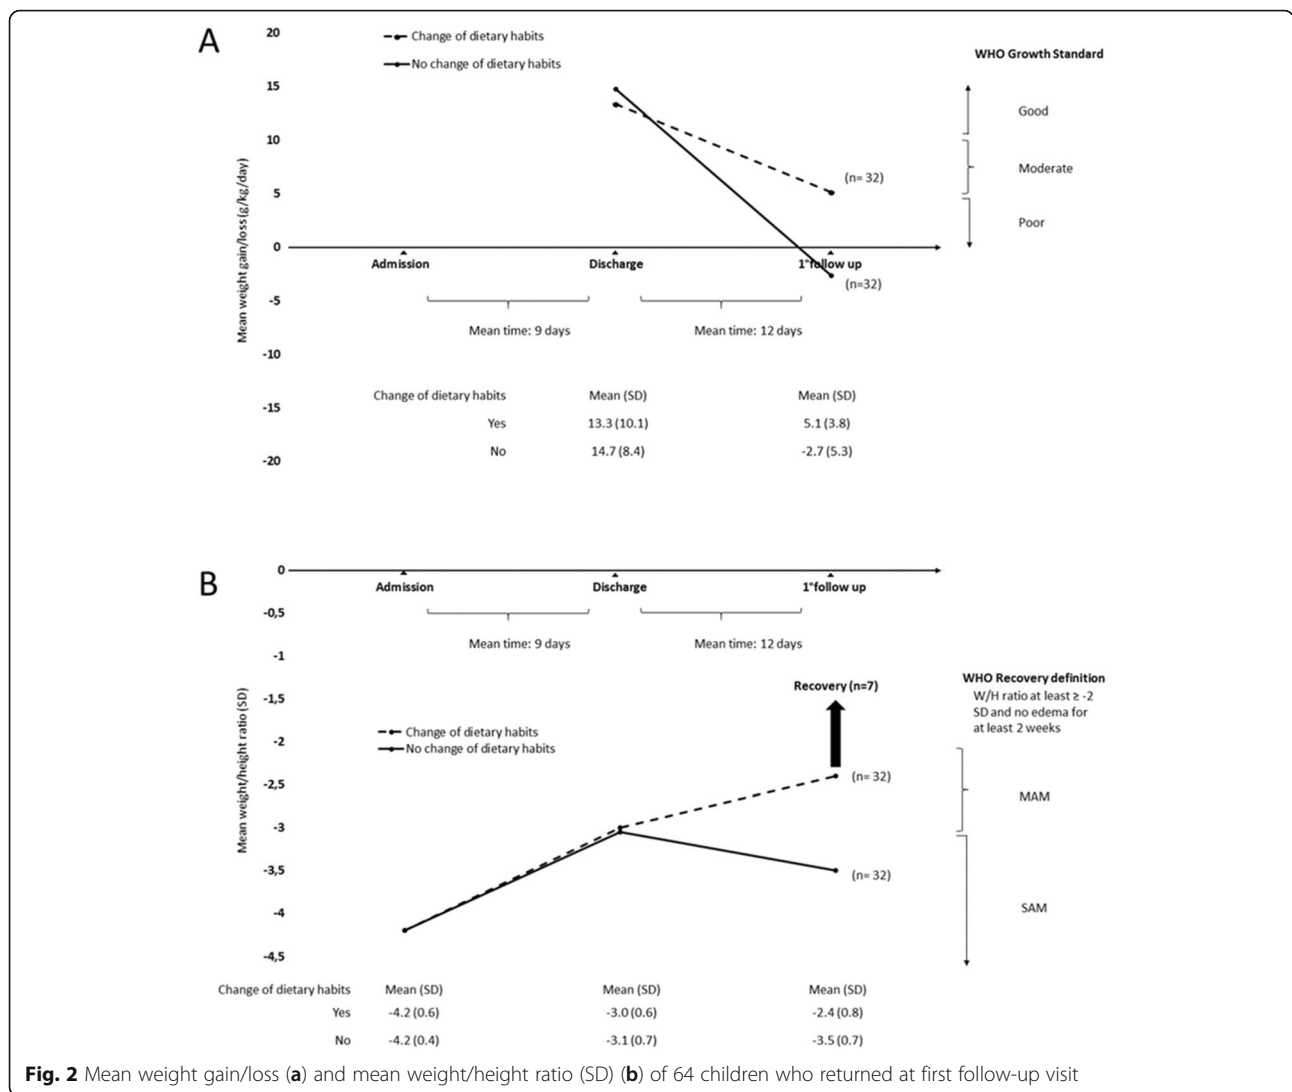 A
20
15
10
5
0
-5
-10
-15
-20
Mean weight gain/loss (g/kg/day)
Change of dietary habits
No change of dietary habits
WHO Growth Standard
Good
Moderate
Poor
(n= 32)
(n=32)
Admission Discharge 1°follow up
Mean time: 9 days Mean time: 12 days
Change of dietary habits Mean (SD) Mean (SD)
Yes 13.3 (10.1) 5.1 (3.8)
No 14.7 (8.4) -2.7 (5.3)
B
0
-0,5
-1
-1,5
-2
-2,5
-3
-3,5
-4
-4,5
Mean weight/height ratio (SD)
Admission Discharge 1°follow up
Mean time: 9 days Mean time: 12 days
Recovery (n=7)
Change of dietary habits
No change of dietary habits
(n= 32)
(n= 32)
WHO Recovery definition
W/H ratio at least ≥ -2
SD and no edema for
at least 2 weeks
MAM
SAM
Change of dietary habits Mean (SD) Mean (SD) Mean (SD)
Yes -4.2 (0.6) -3.0 (0.6) -2.4 (0.8)
No -4.2 (0.4) -3.1 (0.7) -3.5 (0.7)
Fig. 2 Mean weight gain/loss (a) and mean weight/height ratio (SD) (b) of 64 children who returned at first follow-up visit